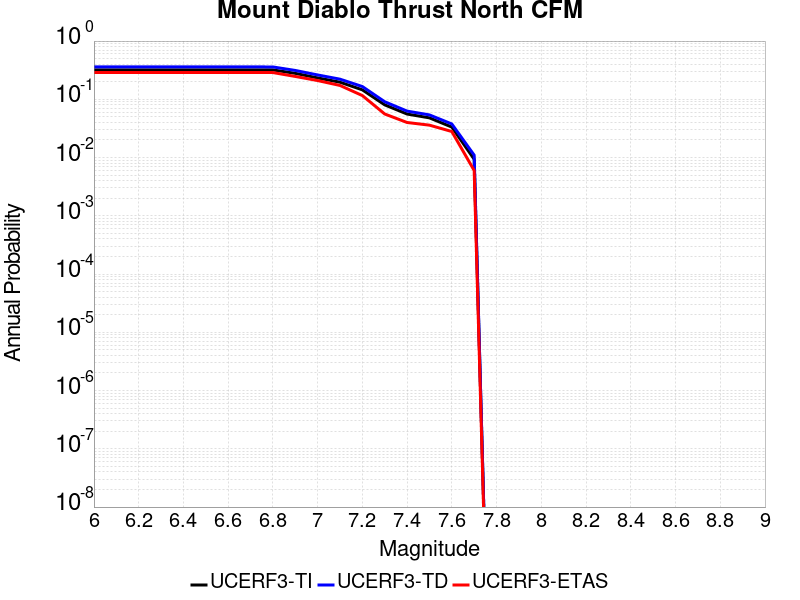 Mount Diablo Thrust North CFM
10^0
10^-1
10^-2
10^-3
10^-4
10^-5
10^-6
10^-7
10^-8
Annual Probability
6 6.2 6.4 6.6 6.8 7 7.2 7.4 7.6 7.8 8 8.2 8.4 8.6 8.8 9
Magnitude
UCERF3-TI UCERF3-TD UCERF3-ETAS